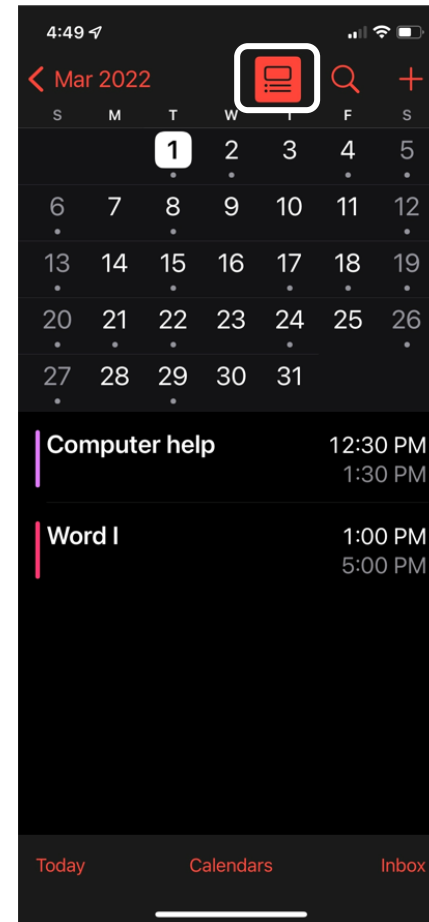 4:49
Mar 2022
S M T W T F S
1 2 3 4 5
6 7 8 9 10 11 12
13 14 15 16 17 18 19
20 21 22 23 24 25 26
27 28 29 30 31
Computer help 12:30 PM
1:30 PM
Word I 1:00 PM
5:00 PM
Today Calendars Inbox